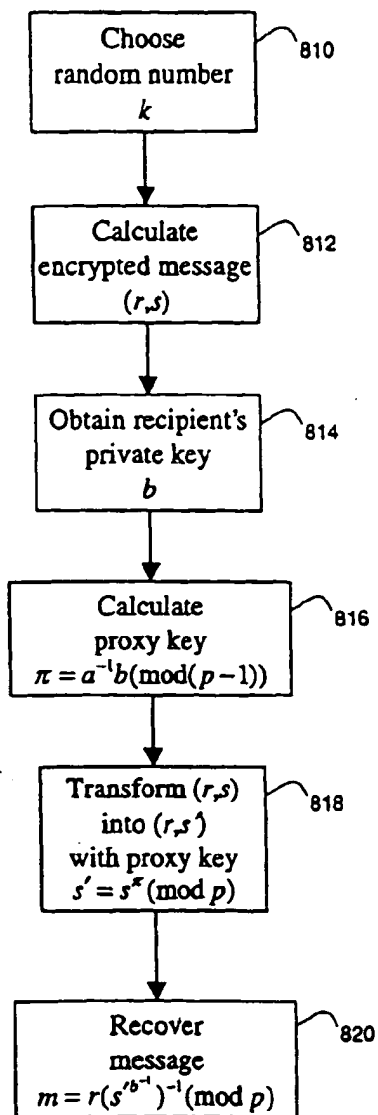 Choose
random number
k
810
Calculate
encrypted message
(r,s)
812
Obtain recipient's
private key
b
814
Calculate
proxy key
π = a⁻¹b(mod(p−1))
816
Transform (r,s)
into (r,s′)
with proxy key
s′ = s^π (mod p)
818
Recover
message
m = r(s′^b⁻¹)⁻¹(mod p)
820